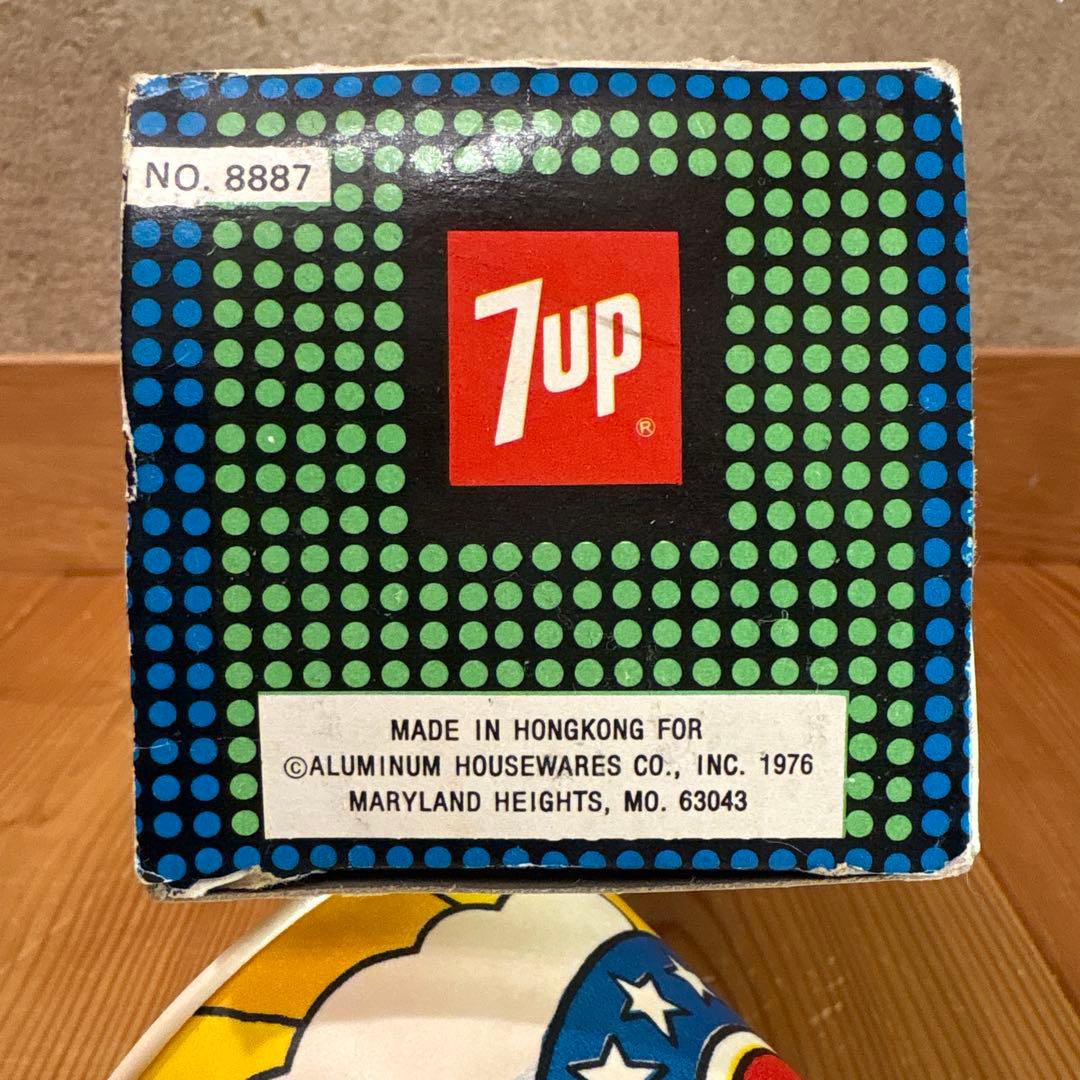 NO. 8887
7up
®
MADE IN HONGKONG FOR
©ALUMINUM HOUSEWARES CO., INC. 1976
MARYLAND HEIGHTS, MO. 63043